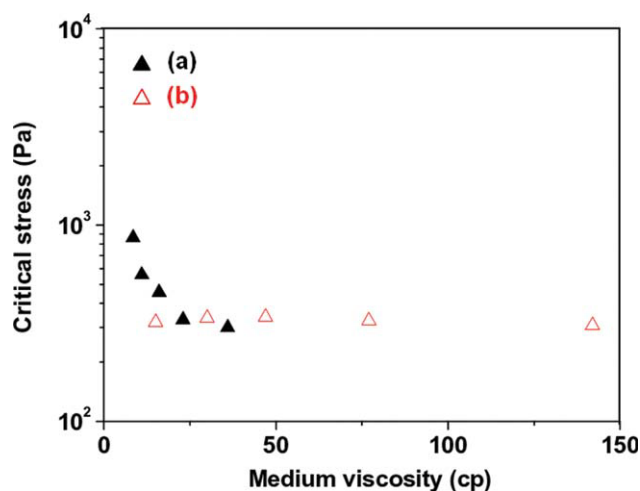 10⁴
(a)
(b)
Critical stress (Pa)
10³
10²
0 50 100 150
Medium viscosity (cp)